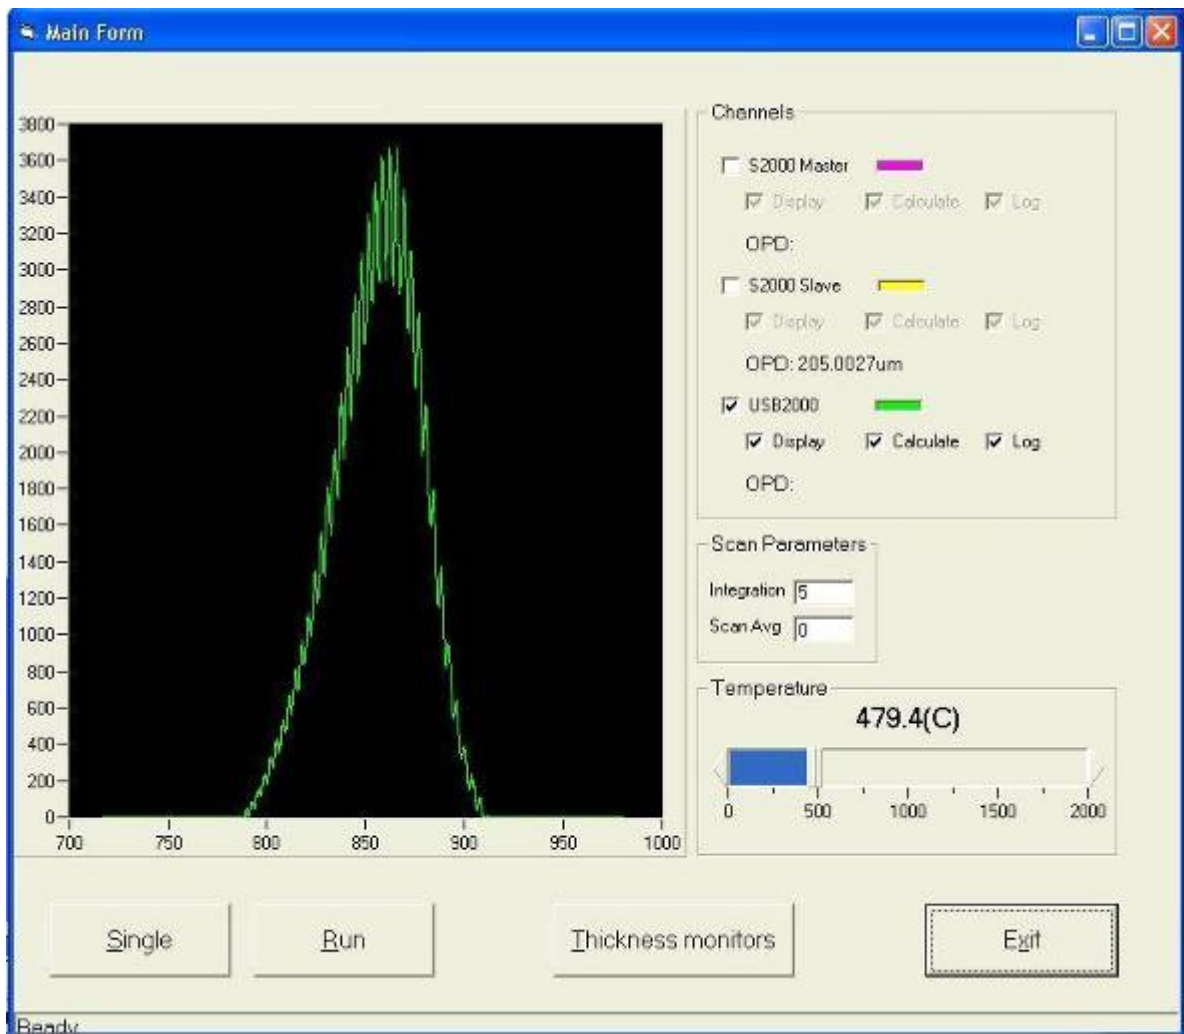 Main Form
3800
3600
3400
3200
3000
2800
2600
2400
2200
2000
1800
1600
1400
1200
1000
800
600
400
200
0
700 750 800 850 900 950 1000
Channels
S2000 Master
Display Calculate Log
OPD:
S2000 Slave
Display Calculate Log
OPD: 205.0027um
USB2000
Display Calculate Log
OPD:
Scan Parameters
Integration 5
Scan Avg 0
Temperature
479.4(C)
0 500 1000 1500 2000
Single Run Thickness monitors Exit
Ready